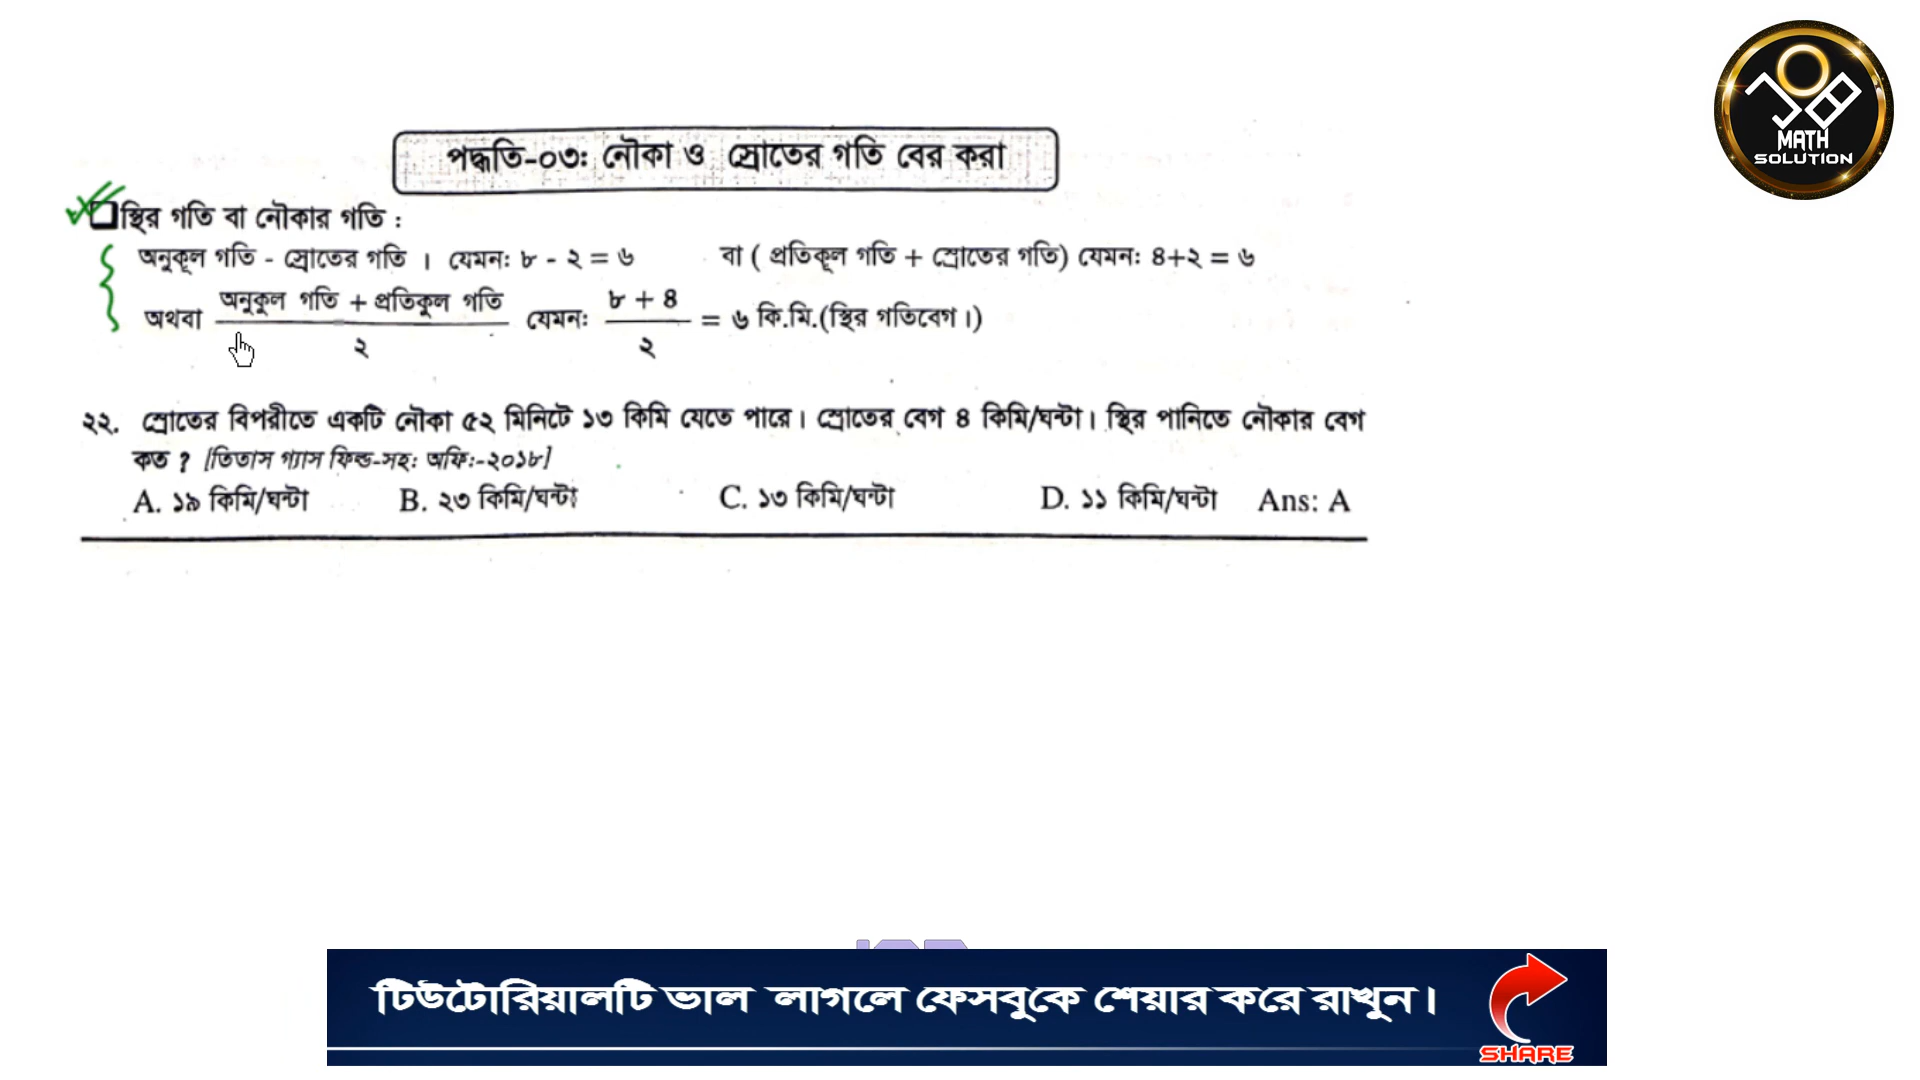 MATH
SOLUTION
পদ্ধতি-০৩: নৌকা ও স্রোতের গতি বের করা
স্থির গতি বা নৌকার গতি :
অনুকূল গতি - স্রোতের গতি । যেমন: ৮ - ২ = ৬ বা ( প্রতিকূল গতি + স্রোতের গতি) যেমন: ৪+২ = ৬
অথবা অনুকুল গতি + প্রতিকুল গতি / ২ যেমন: ৮ + ৪ / ২ = ৬ কি.মি.(স্থির গতিবেগ।)
২২. স্রোতের বিপরীতে একটি নৌকা ৫২ মিনিটে ১৩ কিমি যেতে পারে। স্রোতের বেগ ৪ কিমি/ঘন্টা। স্থির পানিতে নৌকার বেগ
কত ? [তিতাস গ্যাস ফিল্ড-সহ: অফি:-২০১৮]
A. ১৯ কিমি/ঘন্টা B. ২৩ কিমি/ঘন্টা C. ১৩ কিমি/ঘন্টা D. ১১ কিমি/ঘন্টা Ans: A
টিউটোরিয়ালটি ভাল লাগলে ফেসবুকে শেয়ার করে রাখুন।
SHARE